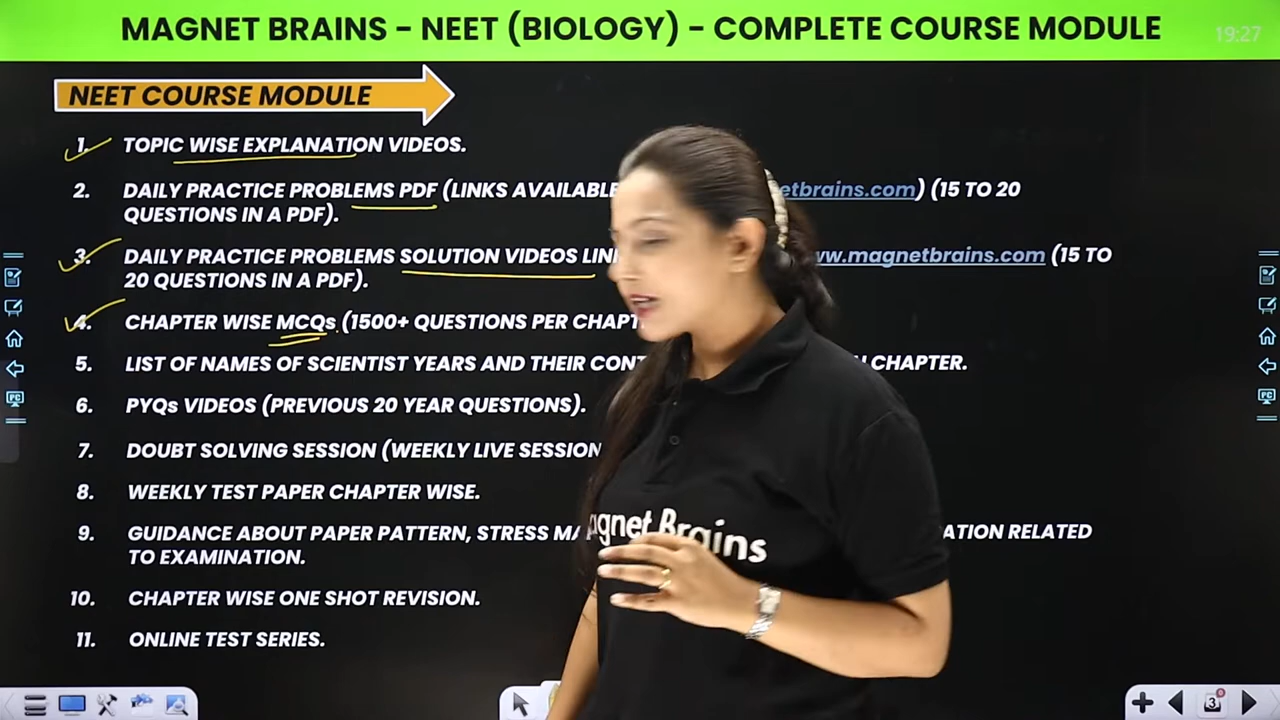 MAGNET BRAINS – NEET (BIOLOGY) – COMPLETE COURSE MODULE
19:27
NEET COURSE MODULE
1. TOPIC WISE EXPLANATION VIDEOS.
2. DAILY PRACTICE PROBLEMS PDF (LINKS AVAILABLE etbrains.com) (15 TO 20
QUESTIONS IN A PDF).
3. DAILY PRACTICE PROBLEMS SOLUTION VIDEOS LIN ww.magnetbrains.com (15 TO
20 QUESTIONS IN A PDF).
4. CHAPTER WISE MCQs (1500+ QUESTIONS PER CHAPT
5. LIST OF NAMES OF SCIENTIST YEARS AND THEIR CONT CHAPTER.
6. PYQs VIDEOS (PREVIOUS 20 YEAR QUESTIONS).
7. DOUBT SOLVING SESSION (WEEKLY LIVE SESSION
8. WEEKLY TEST PAPER CHAPTER WISE.
9. GUIDANCE ABOUT PAPER PATTERN, STRESS MA ATION RELATED
TO EXAMINATION.
10. CHAPTER WISE ONE SHOT REVISION.
11. ONLINE TEST SERIES.
agnet Brains
PC
PC
3